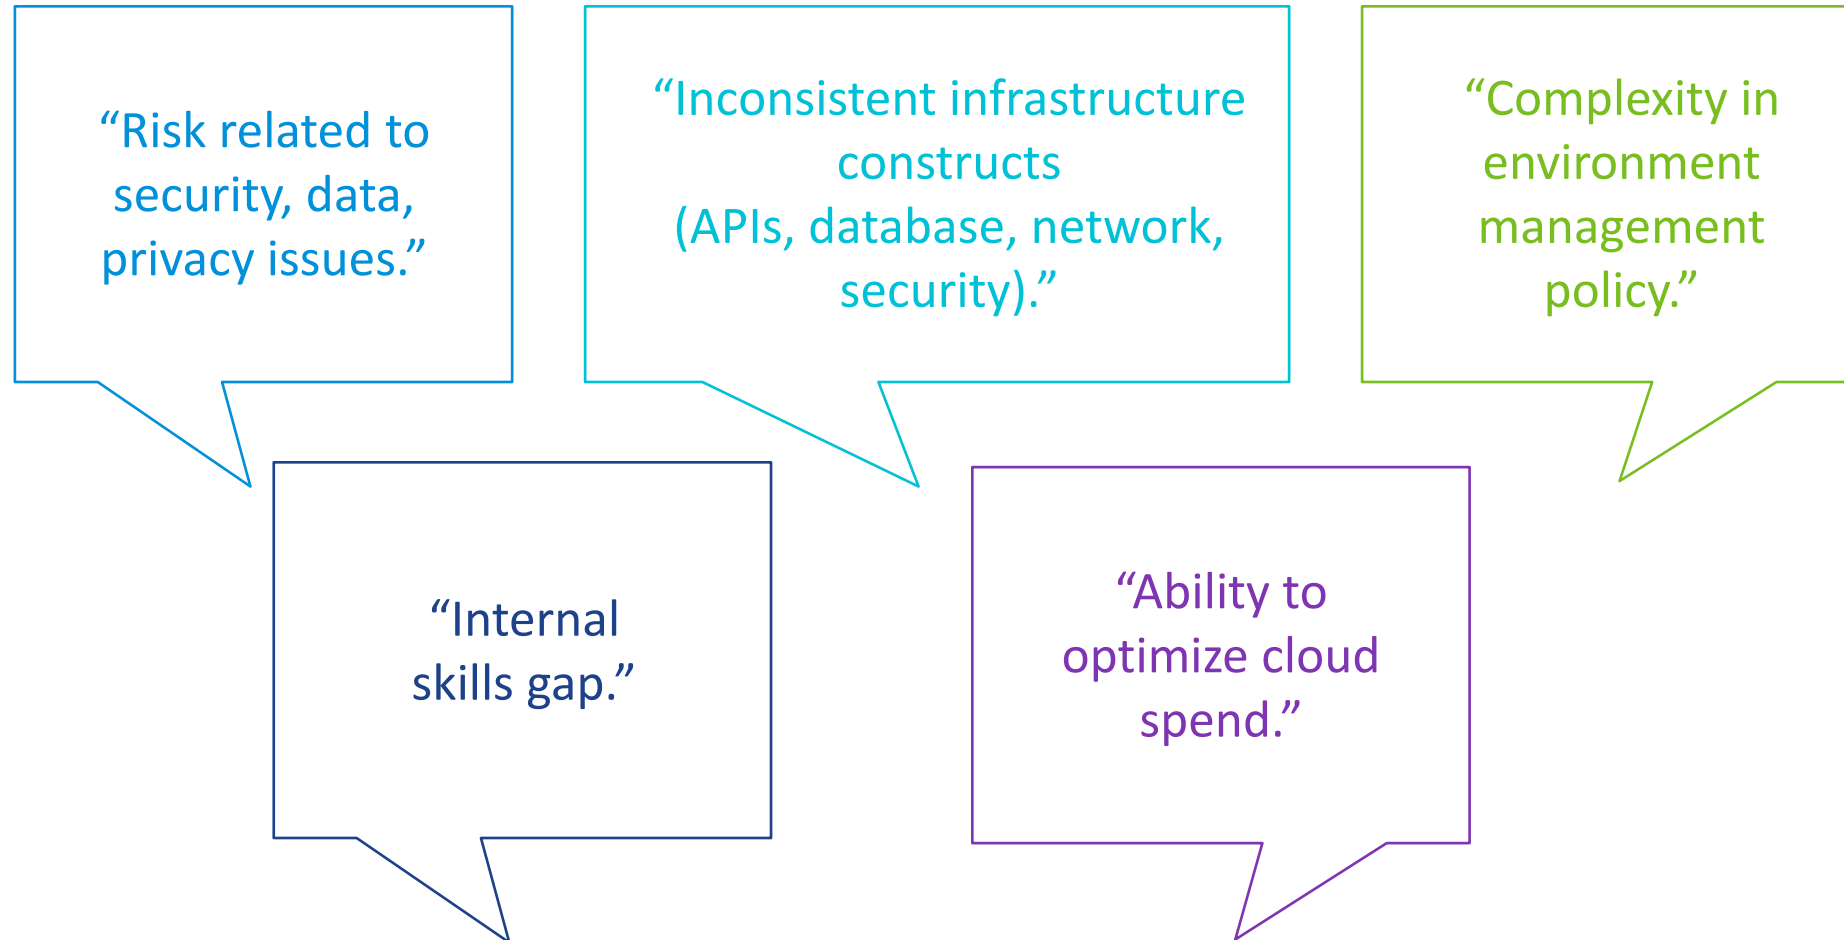 “Risk related to
security, data,
privacy issues.”
“Inconsistent infrastructure
constructs
(APIs, database, network,
security).”
“Complexity in
environment
management
policy.”
“Internal
skills gap.”
“Ability to
optimize cloud
spend.”